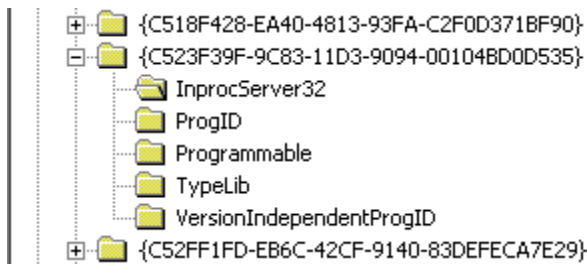 {C518F428-EA40-4813-93FA-C2F0D371BF90}
{C523F39F-9C83-11D3-9094-00104BD0D535}
InprocServer32
ProgID
Programmable
TypeLib
VersionIndependentProgID
{C52FF1FD-EB6C-42CF-9140-83DEFECA7E29}